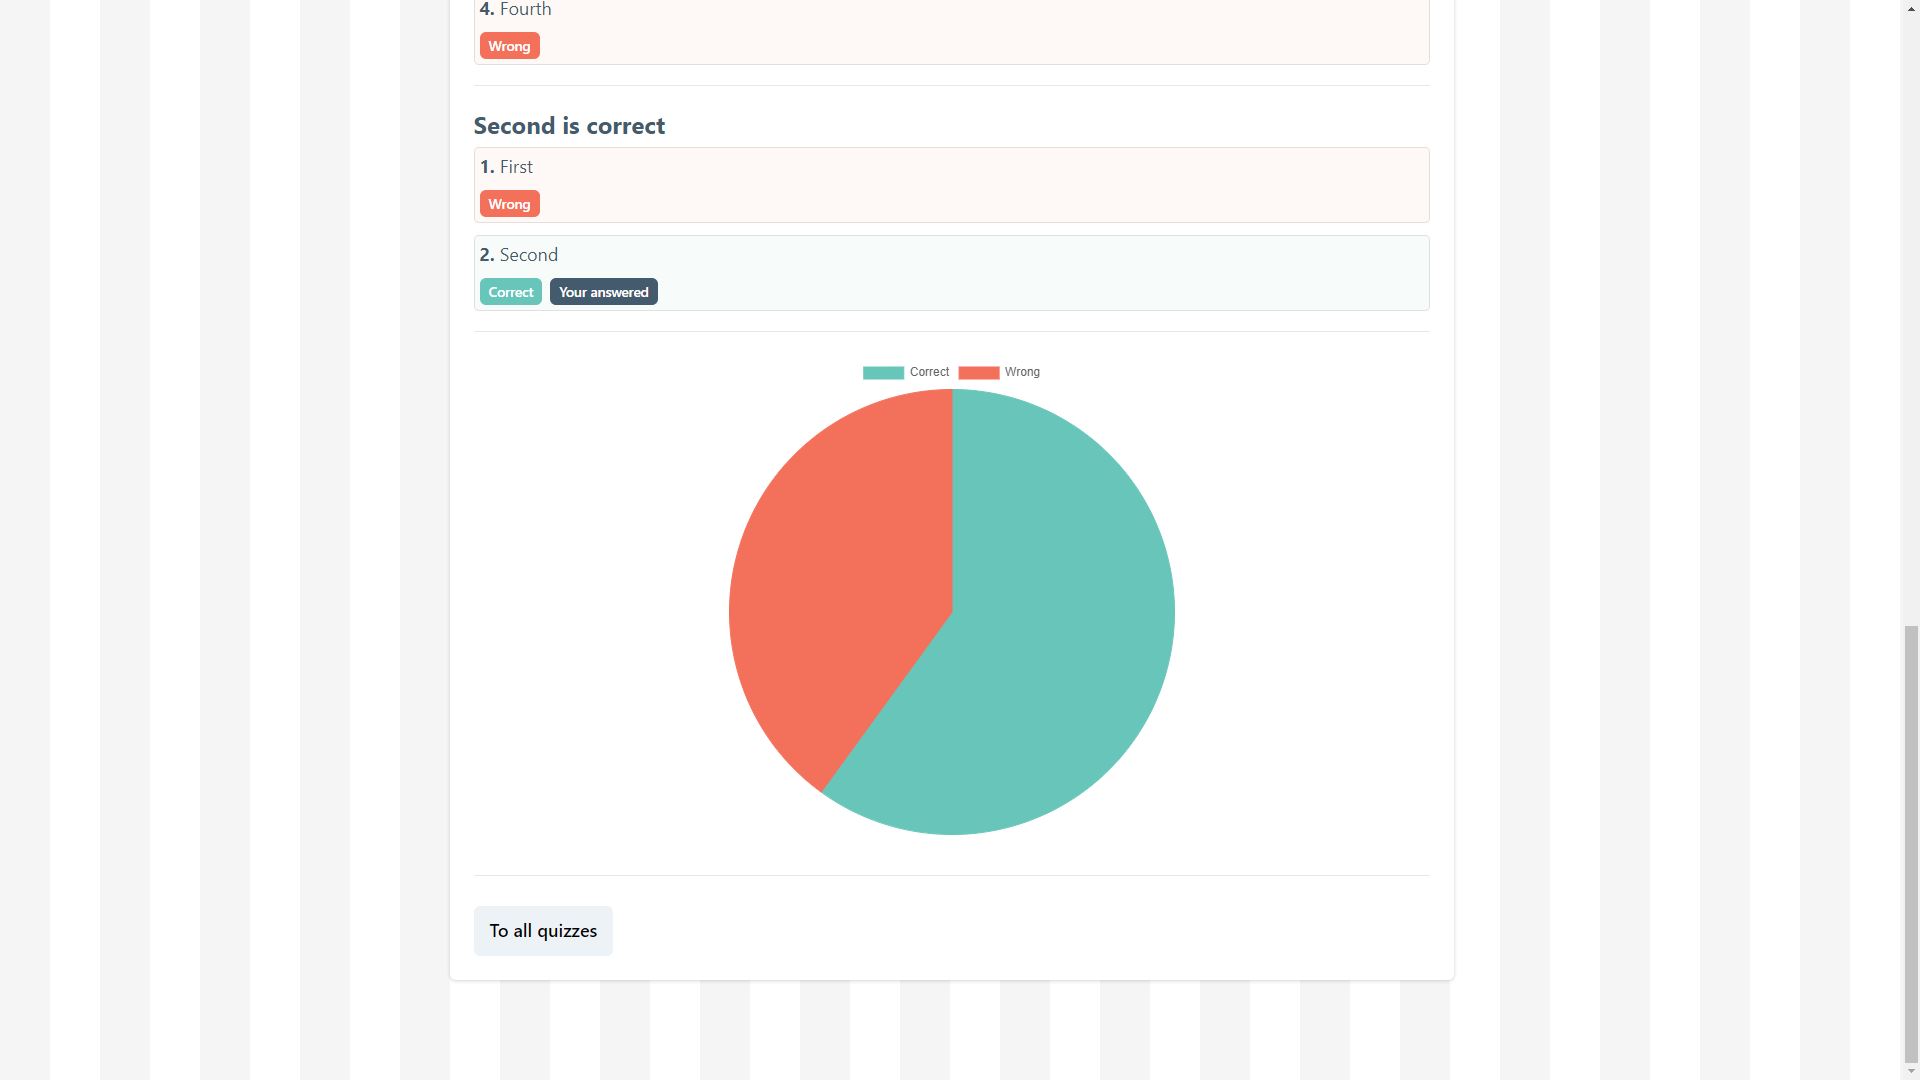 4. Fourth
Wrong
Second is correct
1. First
Wrong
2. Second
Correct Your answered
Correct Wrong
To all quizzes